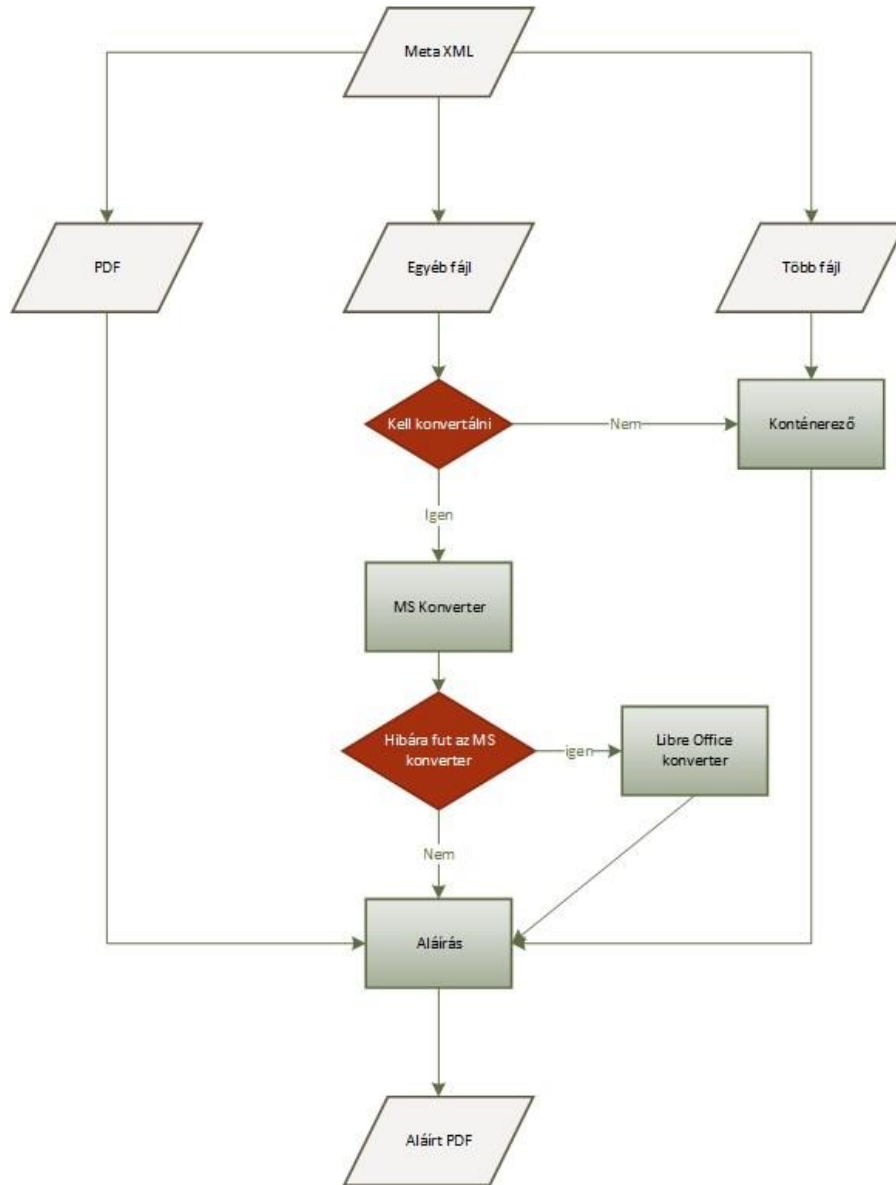 Meta XML
PDF
Egyéb fájl
Több fájl
Kell konvertálni
Nem
Konténerező
Igen
MS Konverter
Hibára fut az MS
konverter
igen
Libre Office
konverter
Nem
Aláírás
Aláírt PDF